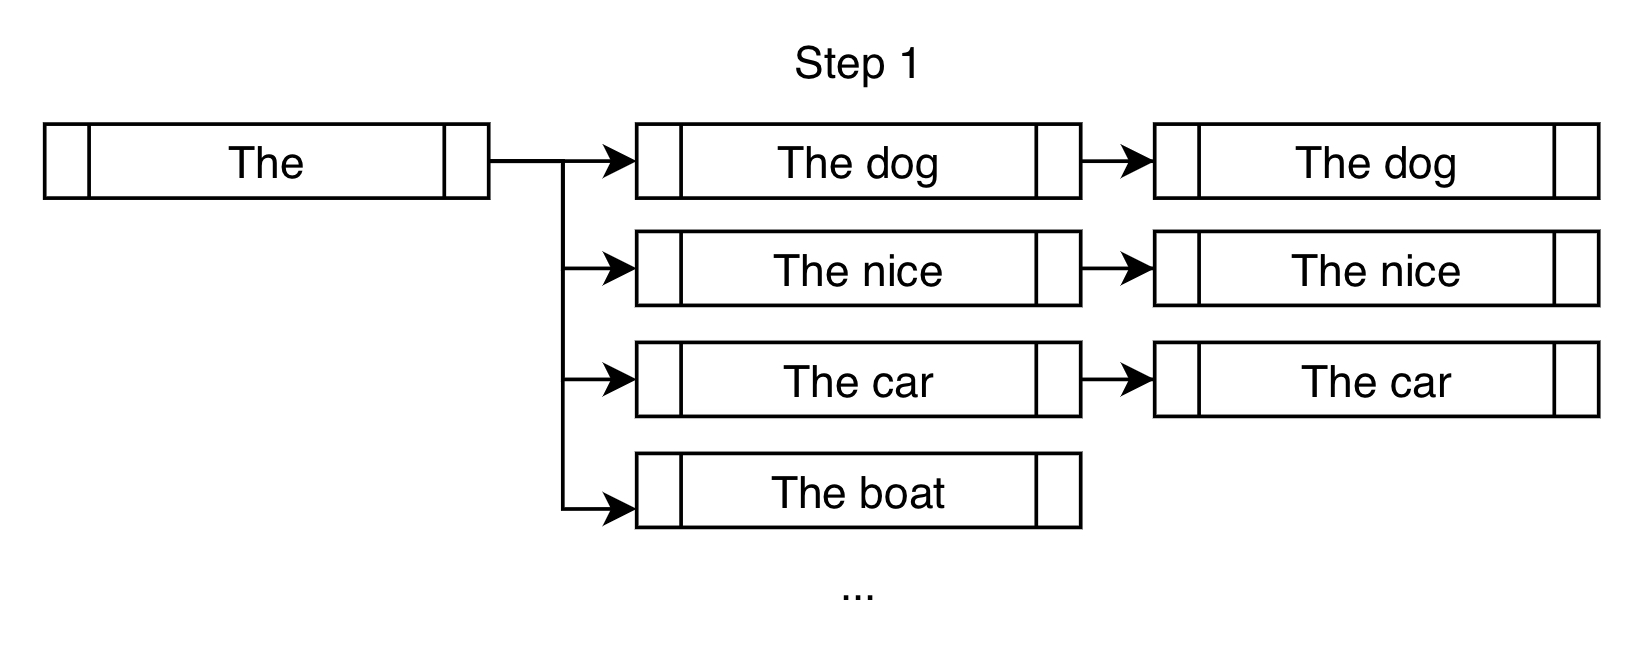 Step 1
The
The dog
The dog
The nice
The nice
The car
The car
The boat
...